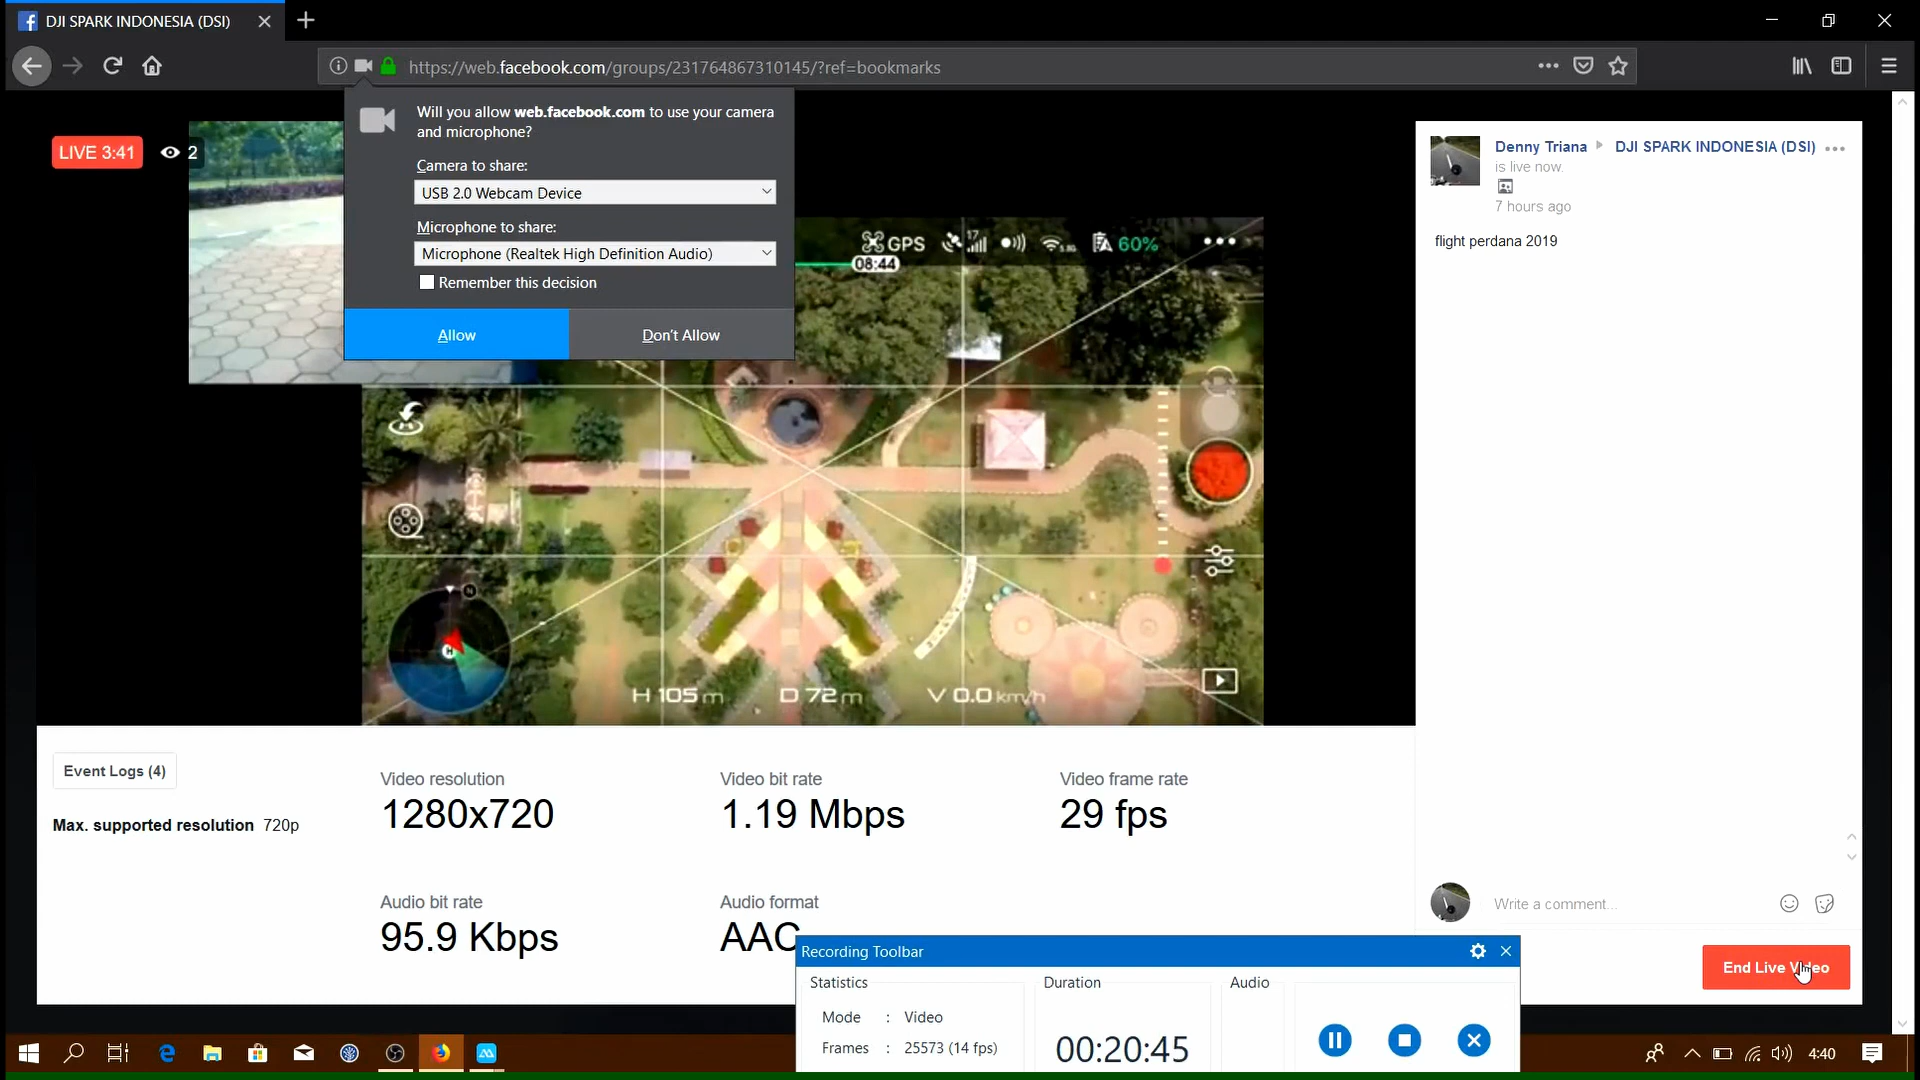 DJI SPARK INDONESIA (DSI)
https://web.facebook.com/groups/231764867310145/?ref=bookmarks
Will you allow web.facebook.com to use your camera
and microphone?
Camera to share:
USB 2.0 Webcam Device
Microphone to share:
Microphone (Realtek High Definition Audio)
Remember this decision
Allow
Don't Allow
LIVE 3:41
2
GPS
17
60%
08:44
N
H
H 105 m
D 72 m
V 0.0 km/h
Denny Triana
DJI SPARK INDONESIA (DSI)
is live now.
7 hours ago
flight perdana 2019
Event Logs (4)
Max. supported resolution 720p
Video resolution
1280x720
Video bit rate
1.19 Mbps
Video frame rate
29 fps
Audio bit rate
95.9 Kbps
Audio format
AAC
Write a comment...
End Live Video
Recording Toolbar
Statistics
Duration
Audio
Mode : Video
Frames : 25573 (14 fps)
00:20:45
4:40